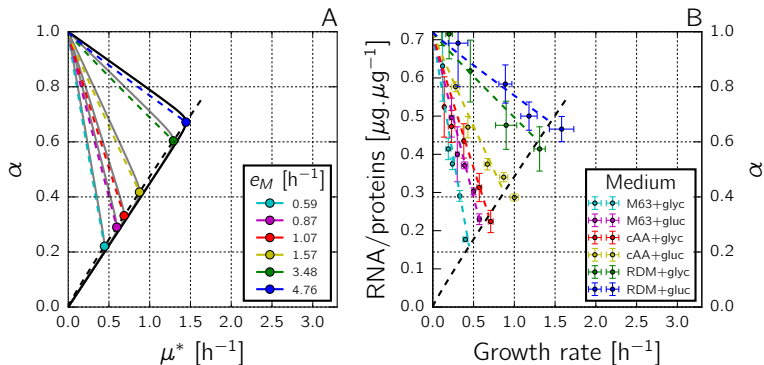 A
B
1.0
0.8
0.6
0.4
0.2
0.0
α
0.0 0.5 1.0 1.5 2.0 2.5 3.0
μ* [h⁻¹]
e_M [h⁻¹]
0.59
0.87
1.07
1.57
3.48
4.76
0.7
0.6
0.5
0.4
0.3
0.2
0.1
0.0
RNA/proteins [μg.μg⁻¹]
0.0 0.5 1.0 1.5 2.0 2.5 3.0
Growth rate [h⁻¹]
Medium
M63+glyc
M63+gluc
cAA+glyc
cAA+gluc
RDM+glyc
RDM+gluc
1.0
0.8
0.6
0.4
0.2
0.0
α